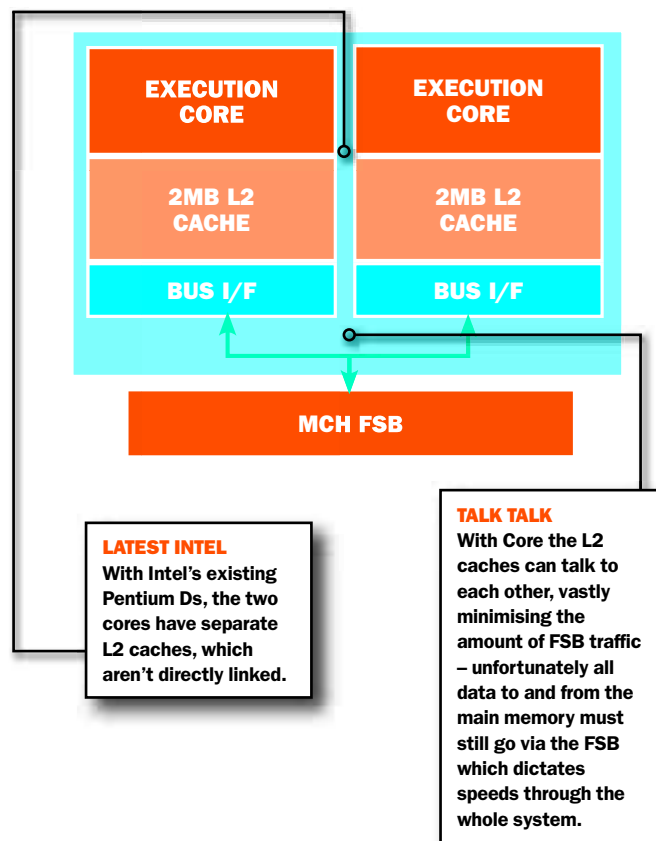 EXECUTION
CORE
EXECUTION
CORE
2MB L2
CACHE
2MB L2
CACHE
BUS I/F
BUS I/F
MCH FSB
LATEST INTEL
With Intel's existing
Pentium Ds, the two
cores have separate
L2 caches, which
aren't directly linked.
TALK TALK
With Core the L2
caches can talk to
each other, vastly
minimising the
amount of FSB traffic
– unfortunately all
data to and from the
main memory must
still go via the FSB
which dictates
speeds through the
whole system.